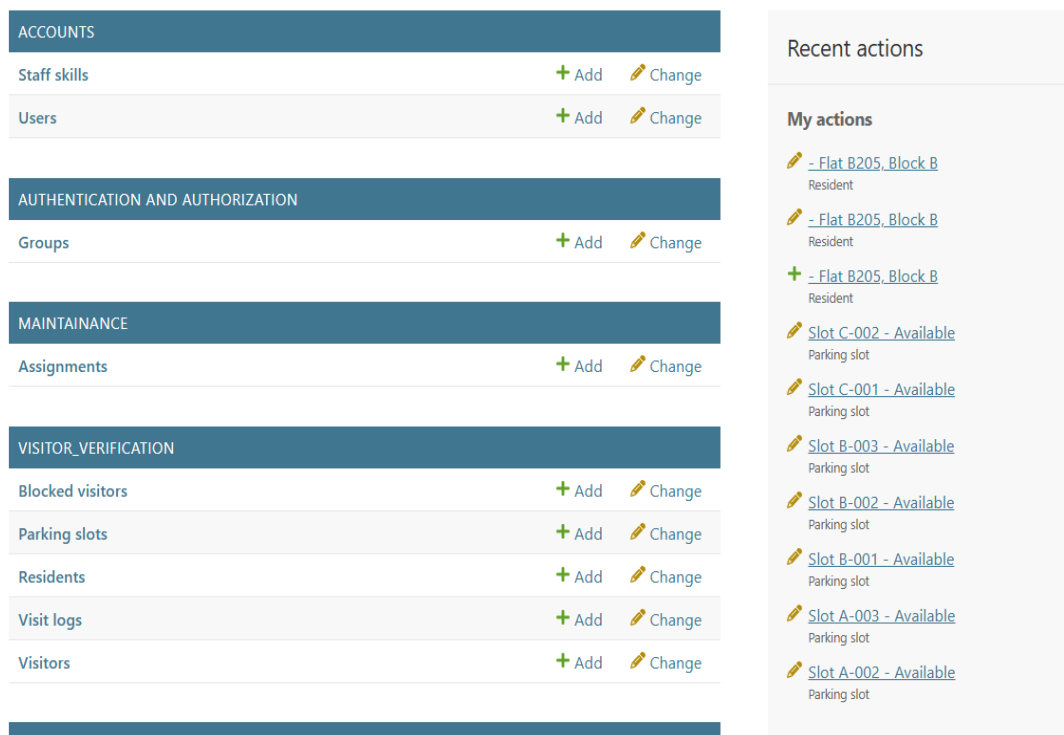 ACCOUNTS
Staff skills Add Change
Users Add Change
AUTHENTICATION AND AUTHORIZATION
Groups Add Change
MAINTAINANCE
Assignments Add Change
VISITOR_VERIFICATION
Blocked visitors Add Change
Parking slots Add Change
Residents Add Change
Visit logs Add Change
Visitors Add Change
Recent actions
My actions
- Flat B205, Block B
Resident
- Flat B205, Block B
Resident
- Flat B205, Block B
Resident
Slot C-002 - Available
Parking slot
Slot C-001 - Available
Parking slot
Slot B-003 - Available
Parking slot
Slot B-002 - Available
Parking slot
Slot B-001 - Available
Parking slot
Slot A-003 - Available
Parking slot
Slot A-002 - Available
Parking slot